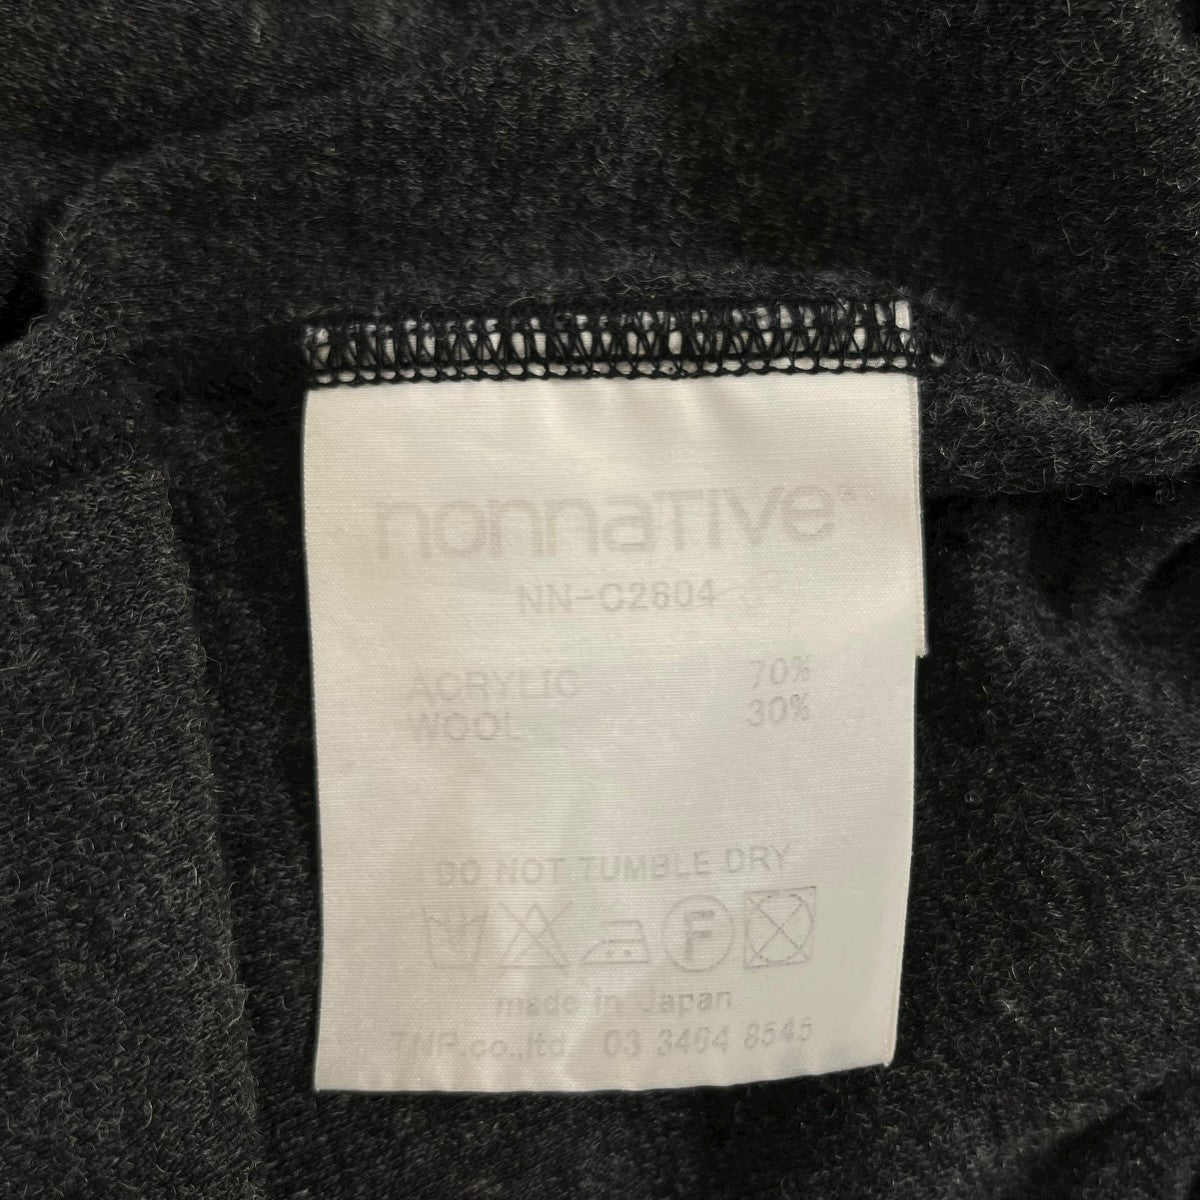 nonnative
NN-C2604
ACRYLIC 70%
WOOL 30%
DO NOT TUMBLE DRY
F
made in Japan
TNP.co.,ltd. 03 3464 8545